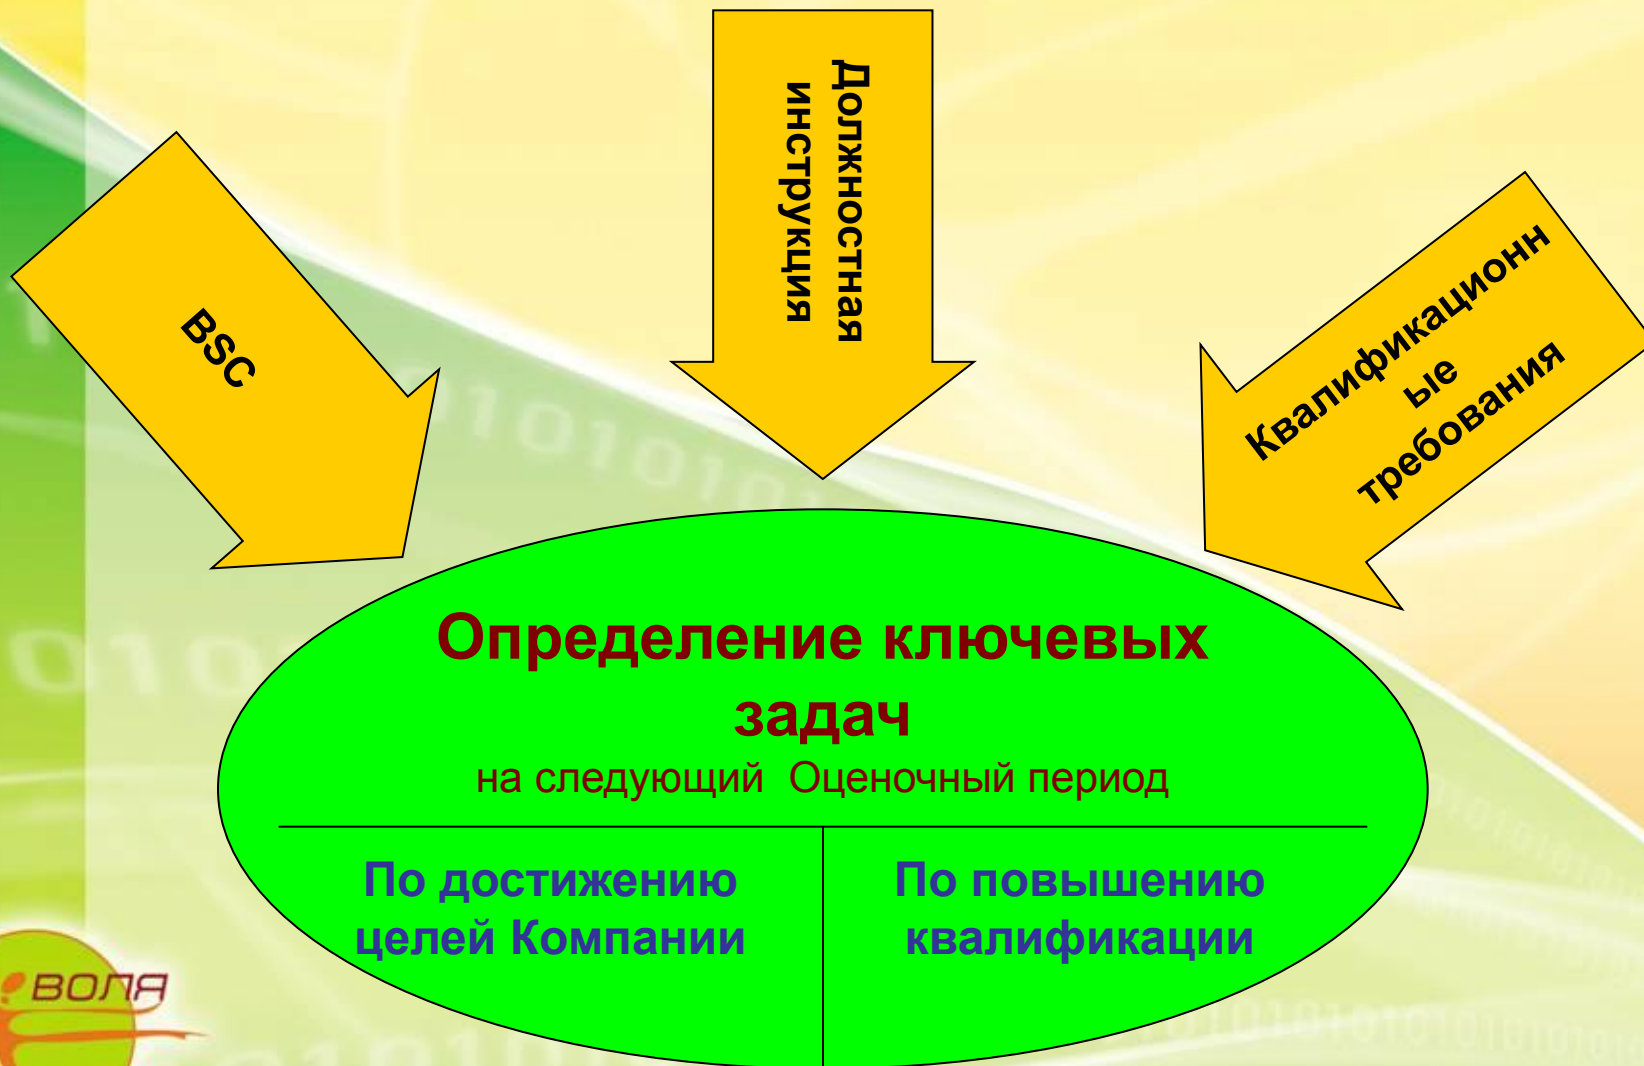 BSC
Должностная
инструкция
Квалификационн
ые
требования
Определение ключевых
задач
на следующий Оценочный период
По достижению
целей Компании
По повышению
квалификации
ВОЛЯ